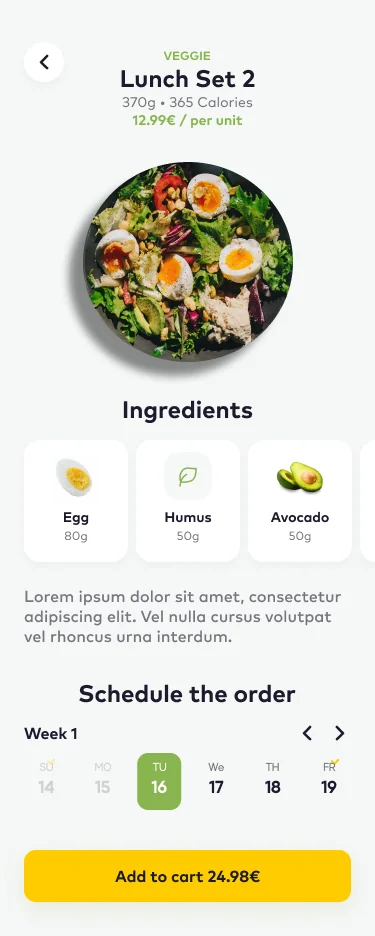 VEGGIE
Lunch Set 2
370g • 365 Calories
12.99€ / per unit
Ingredients
Egg
80g
Humus
50g
Avocado
50g
Lorem ipsum dolor sit amet, consectetur
adipiscing elit. Vel nulla cursus volutpat
vel rhoncus urna interdum.
Schedule the order
Week 1
SU MO TU We TH FR
14 15 16 17 18 19
Add to cart 24.98€